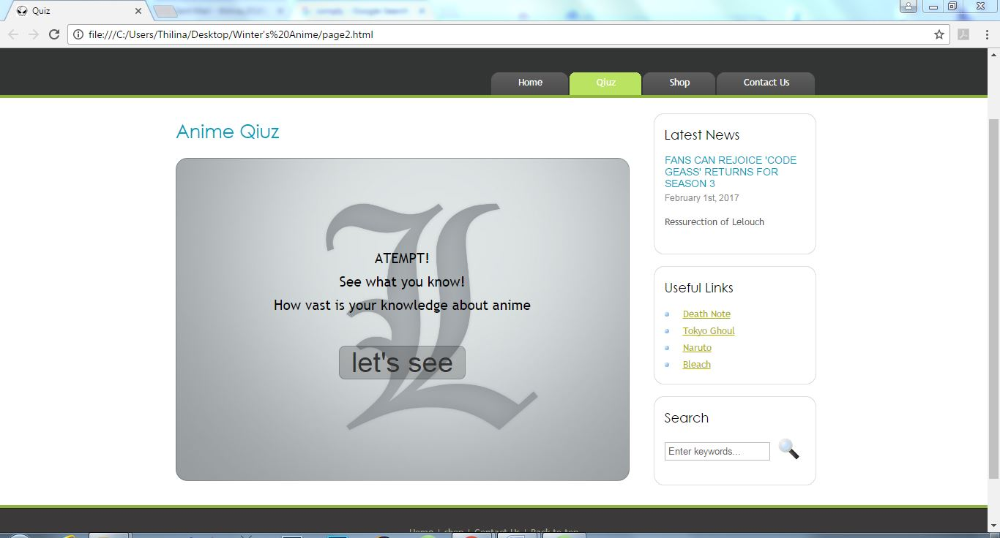 Quiz
file:///C:/Users/Thilina/Desktop/Winter's%20Anime/page2.html
Home Qiuz Shop Contact Us
Anime Qiuz
L
ATEMPT!
See what you know!
How vast is your knowledge about anime
let's see
Latest News
FANS CAN REJOICE 'CODE
GEASS' RETURNS FOR
SEASON 3
February 1st, 2017
Ressurection of Lelouch
Useful Links
Death Note
Tokyo Ghoul
Naruto
Bleach
Search
Enter keywords...
Home | shop | Contact Us | Back to top